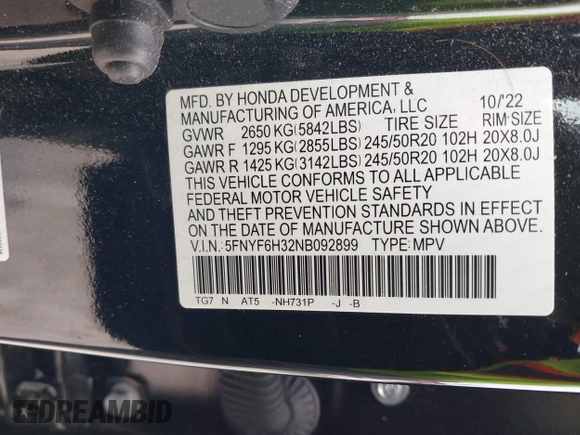 MFD. BY HONDA DEVELOPMENT &
MANUFACTURING OF AMERICA, LLC 10/'22
GVWR 2650 KG(5842LBS) TIRE SIZE RIM SIZE
GAWR F 1295 KG(2855LBS) 245/50R20 102H 20X8.0J
GAWR R 1425 KG(3142LBS) 245/50R20 102H 20X8.0J
THIS VEHICLE CONFORMS TO ALL APPLICABLE
FEDERAL MOTOR VEHICLE SAFETY
AND THEFT PREVENTION STANDARDS IN EFFECT
ON THE DATE OF MANUFACTURE SHOWN ABOVE.
V.I.N.: 5FNYF6H32NB092899 TYPE: MPV
TG7 N AT5 -NH731P -J -B
DREAMBID